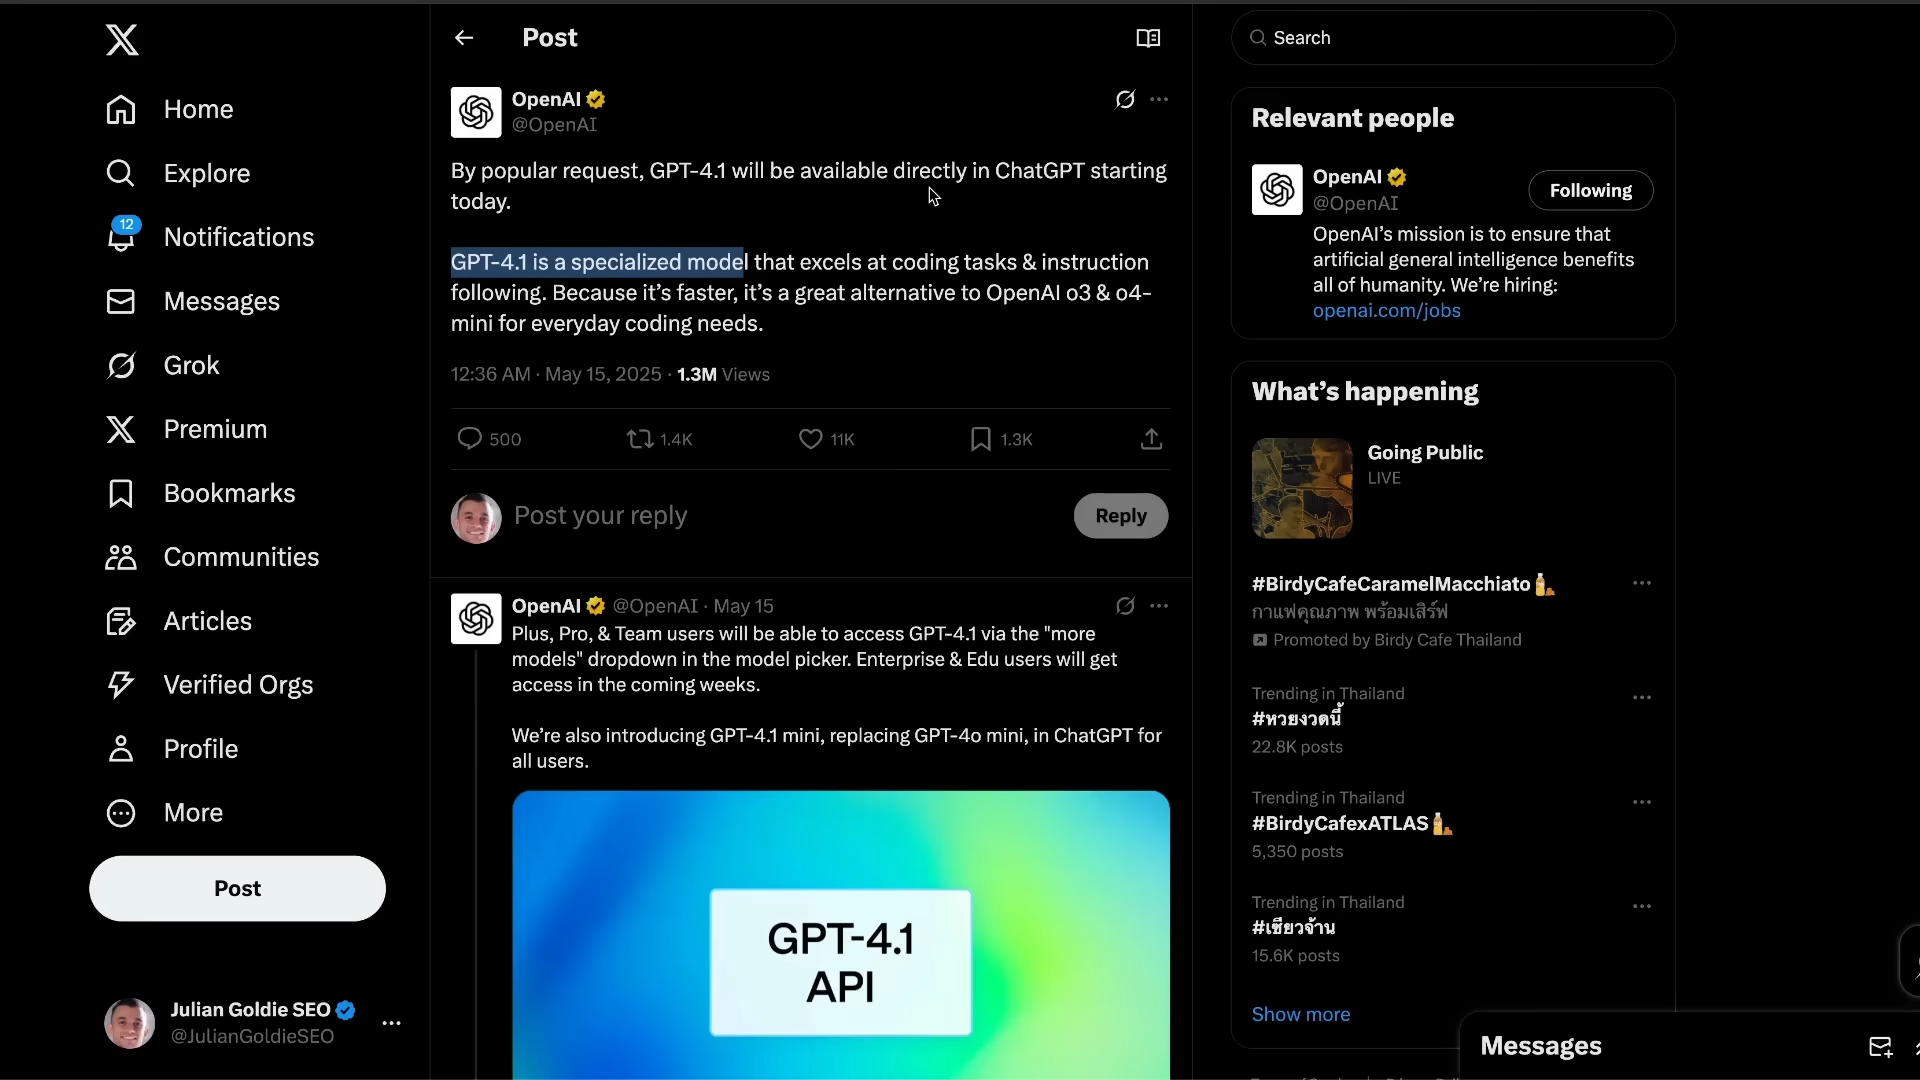 Home
Explore
12
Notifications
Messages
Grok
Premium
Bookmarks
Communities
Articles
Verified Orgs
Profile
More
Post
Julian Goldie SEO
@JulianGoldieSEO
Post
OpenAI
@OpenAI
By popular request, GPT-4.1 will be available directly in ChatGPT starting
today.
GPT-4.1 is a specialized model that excels at coding tasks & instruction
following. Because it’s faster, it’s a great alternative to OpenAI o3 & o4-
mini for everyday coding needs.
12:36 AM · May 15, 2025 · 1.3M Views
500
1.4K
11K
1.3K
Post your reply
Reply
OpenAI @OpenAI · May 15
Plus, Pro, & Team users will be able to access GPT-4.1 via the "more
models" dropdown in the model picker. Enterprise & Edu users will get
access in the coming weeks.
We’re also introducing GPT-4.1 mini, replacing GPT-4o mini, in ChatGPT for
all users.
GPT-4.1
API
Search
Relevant people
OpenAI
@OpenAI
Following
OpenAI’s mission is to ensure that
artificial general intelligence benefits
all of humanity. We’re hiring:
openai.com/jobs
What’s happening
Going Public
LIVE
#BirdyCafeCaramelMacchiato
กาแฟคุณภาพ พร้อมเสิร์ฟ
Promoted by Birdy Cafe Thailand
Trending in Thailand
#หวยงวดนี้
22.8K posts
Trending in Thailand
#BirdyCafexATLAS
5,350 posts
Trending in Thailand
#เซียวจ้าน
15.6K posts
Show more
Messages